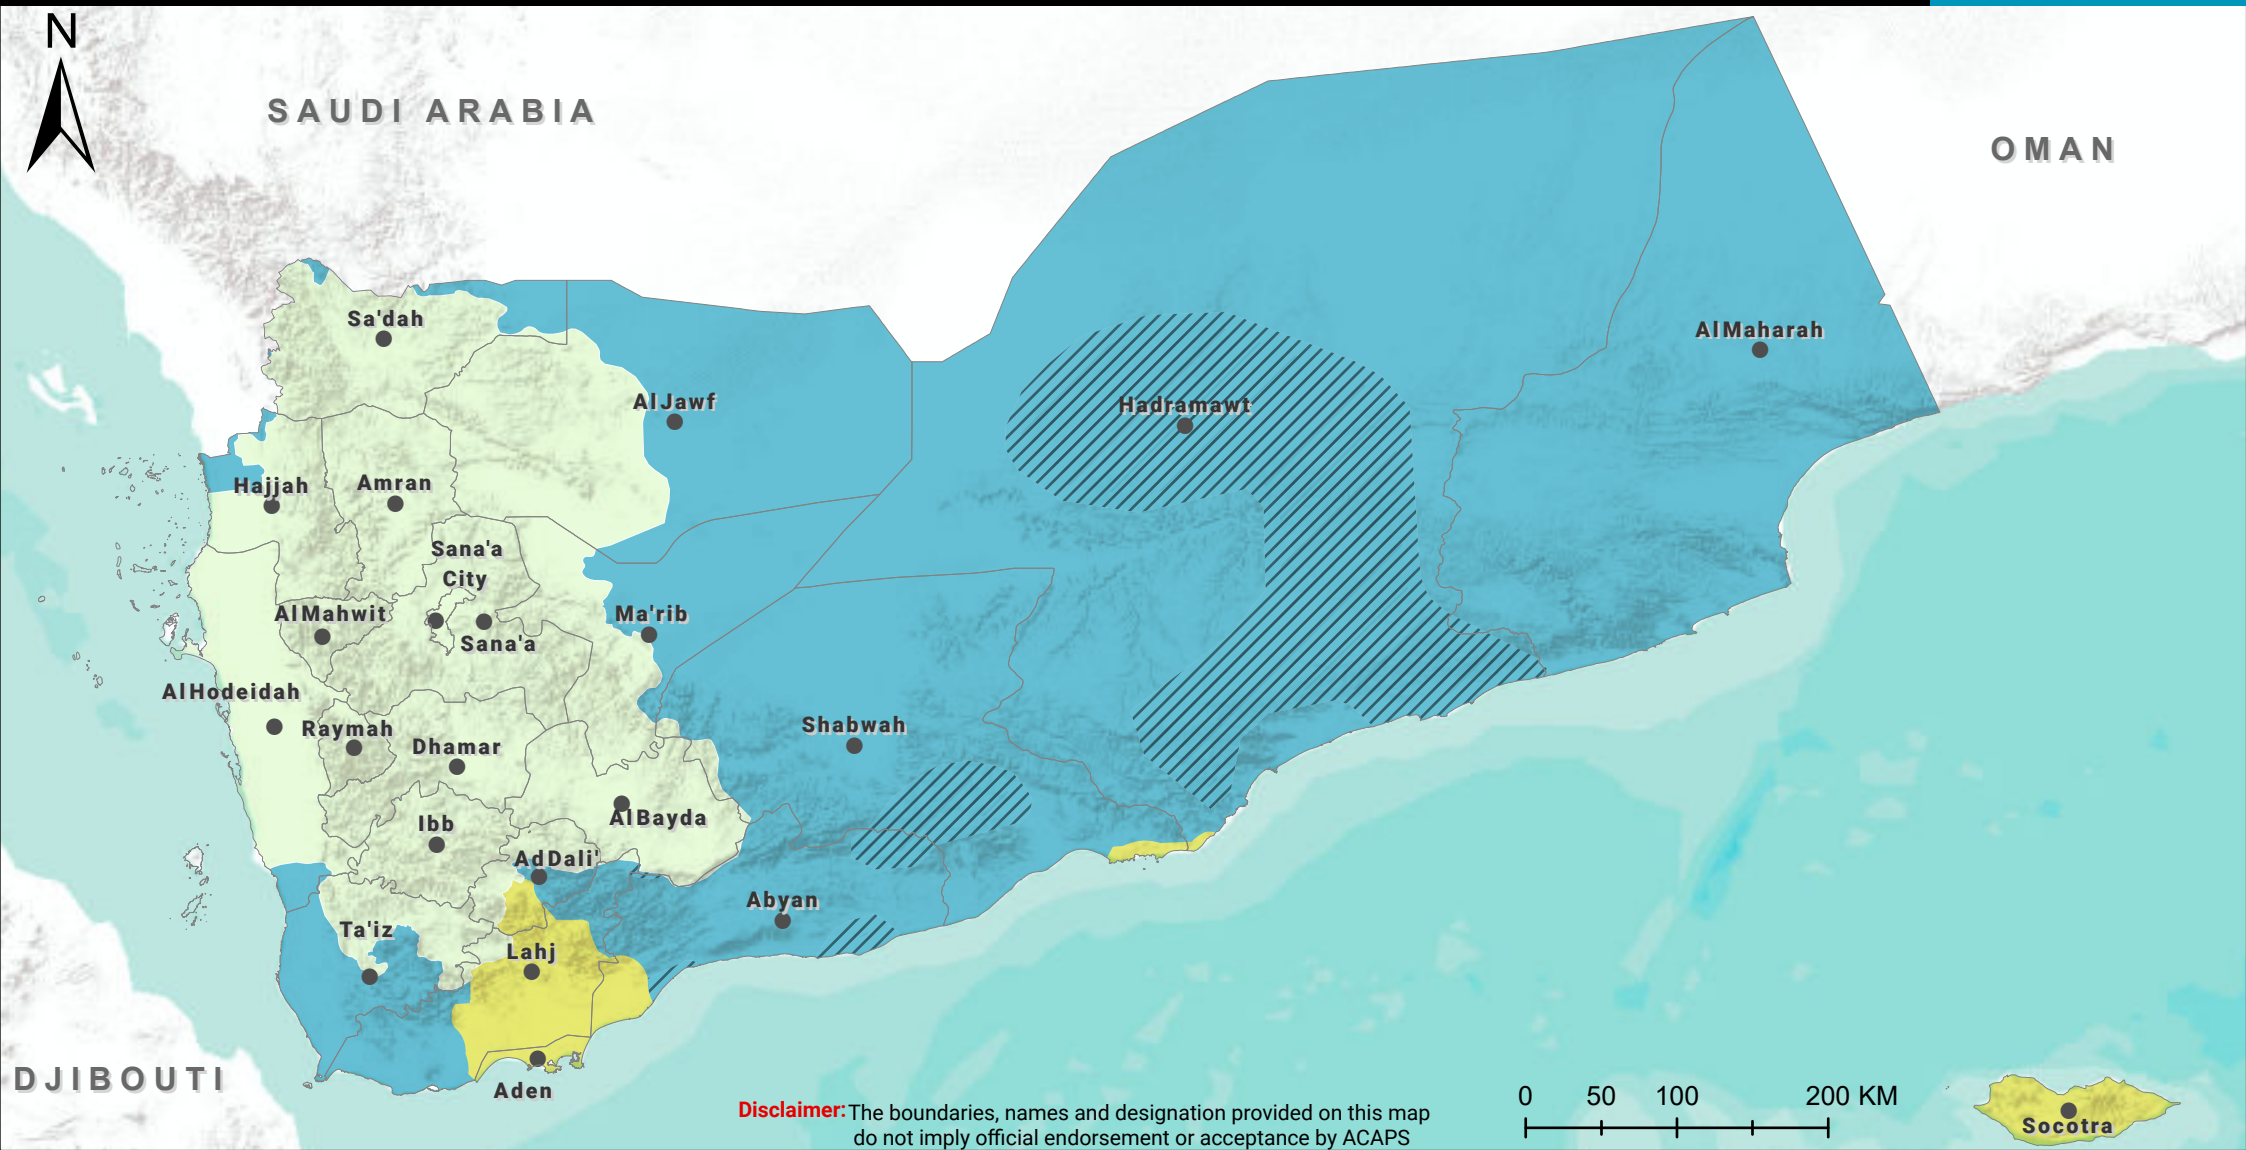 N
SAUDI ARABIA
OMAN
Sa'dah
Al Maharah
Al Jawf
Hadramawt
Hajjah
Amran
Sana'a
City
Al Mahwit
Ma'rib
Sana'a
Al Hodeidah
Raymah
Dhamar
Shabwah
Ibb
Al Bayda
Ad Dali'
Abyan
Ta'iz
Lahj
DJIBOUTI
Aden
0 50 100 200 KM
Disclaimer: The boundaries, names and designation provided on this map
do not imply official endorsement or acceptance by ACAPS
Socotra